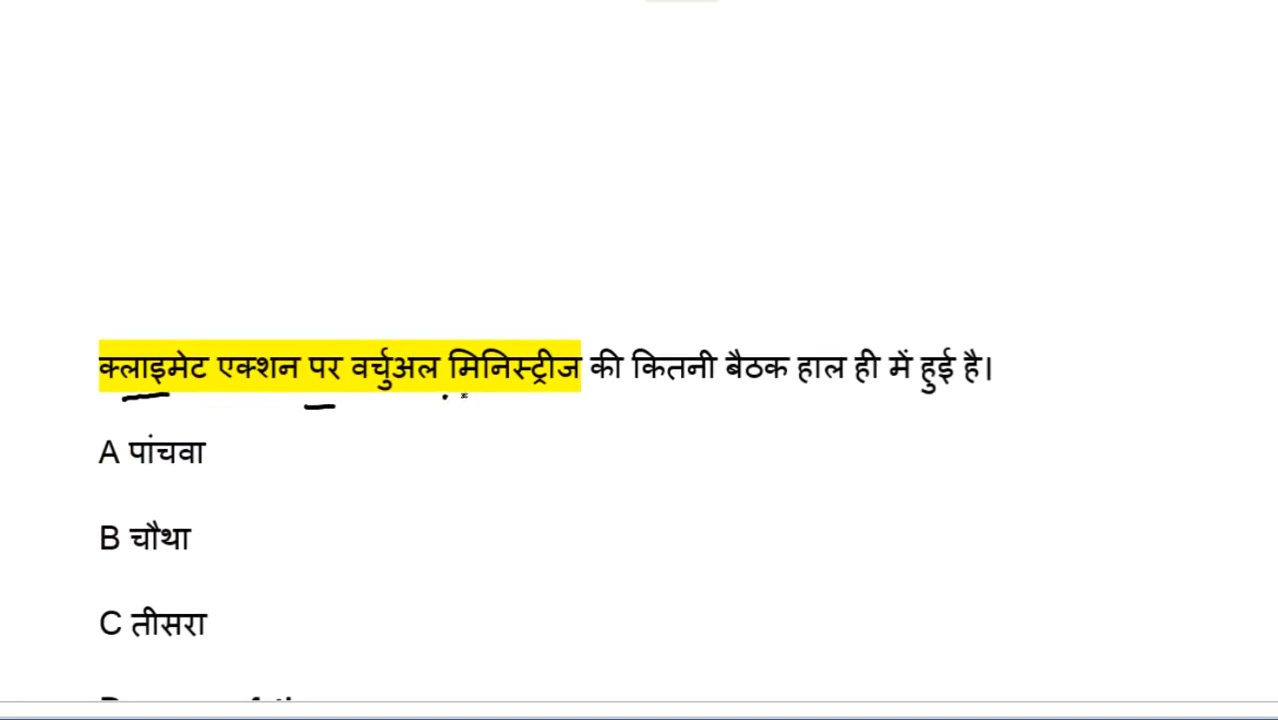 क्लाइमेट एक्शन पर वर्चुअल मिनिस्ट्रीज की कितनी बैठक हाल ही में हुई है।
A पांचवा
B चौथा
C तीसरा